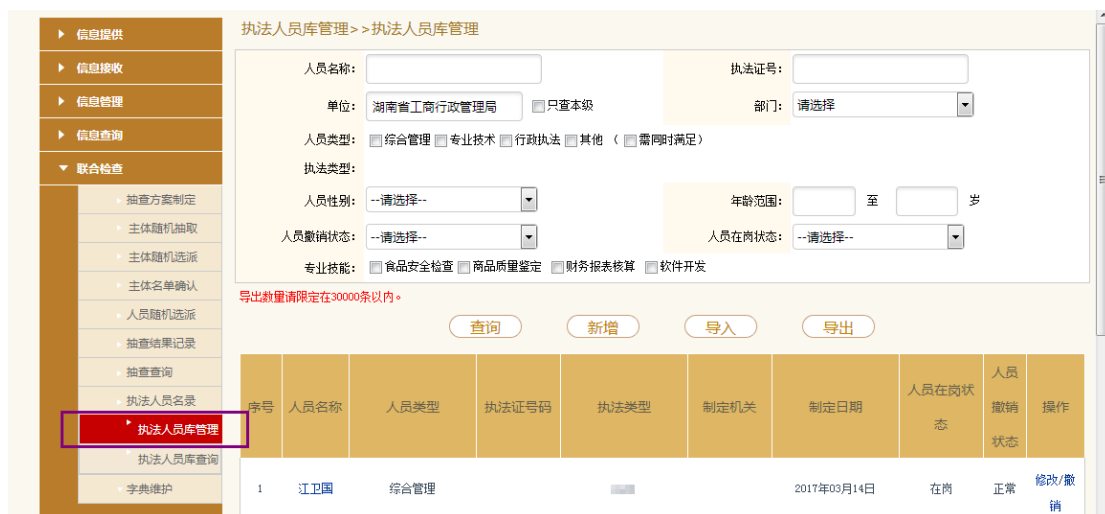 信息提供
信息接收
信息管理
信息查询
联合检查
抽查方案制定
主体随机抽取
主体随机选派
主体名单确认
人员随机选派
抽查结果记录
抽查查询
执法人员名录
执法人员库管理
执法人员库查询
字典维护
执法人员库管理>>执法人员库管理
人员名称： 执法证号：
单位： 湖南省工商行政管理局 只查本级 部门： 请选择
人员类型： 综合管理 专业技术 行政执法 其他 （ 需同时满足）
执法类型：
人员性别： --请选择-- 年龄范围： 至 岁
人员撤销状态： --请选择-- 人员在岗状态： --请选择--
专业技能： 食品安全检查 商品质量鉴定 财务报表核算 软件开发
导出数量请限定在30000条以内。
查询 新增 导入 导出
序号 人员名称 人员类型 执法证号码 执法类型 制定机关 制定日期 人员在岗状态 人员撤销状态 操作
1 江卫国 综合管理 2017年03月14日 在岗 正常 修改/撤销